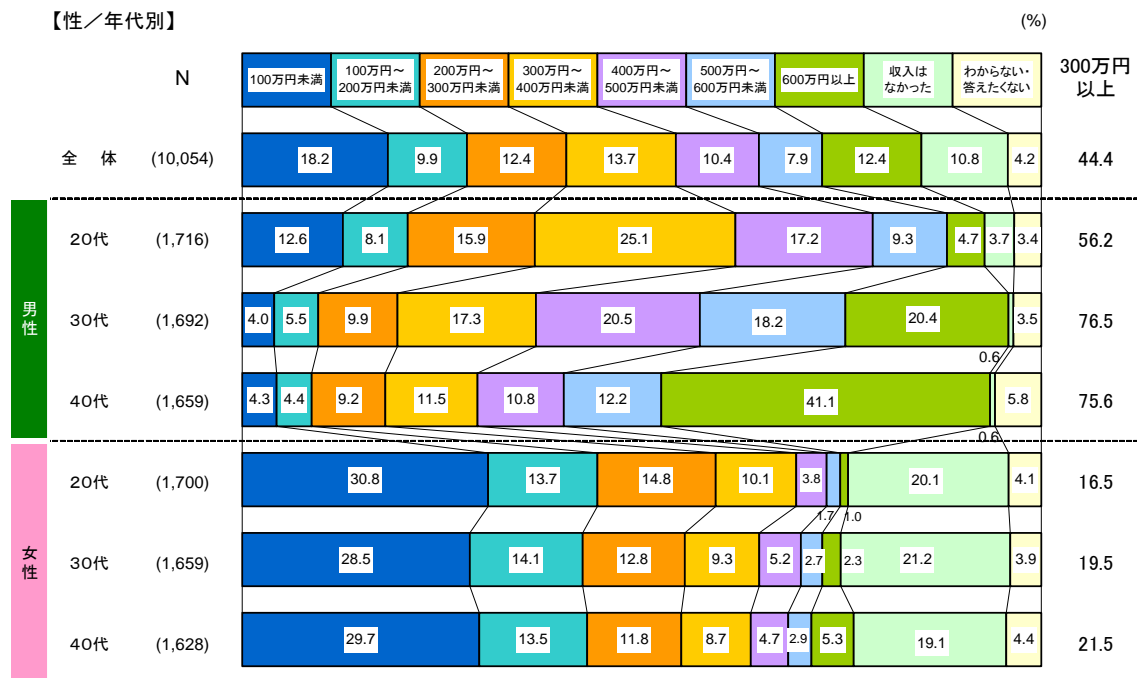 【性／年代別】 (%)
N 100万円未満 100万円～200万円未満 200万円～300万円未満 300万円～400万円未満 400万円～500万円未満 500万円～600万円未満 600万円以上 収入はなかった わからない・答えたくない 300万円以上
全 体 (10,054) 18.2 9.9 12.4 13.7 10.4 7.9 12.4 10.8 4.2 44.4
男性
20代 (1,716) 12.6 8.1 15.9 25.1 17.2 9.3 4.7 3.7 3.4 56.2
30代 (1,692) 4.0 5.5 9.9 17.3 20.5 18.2 20.4 0.6 3.5 76.5
40代 (1,659) 4.3 4.4 9.2 11.5 10.8 12.2 41.1 0.6 5.8 75.6
女性
20代 (1,700) 30.8 13.7 14.8 10.1 3.8 1.7 1.0 20.1 4.1 16.5
30代 (1,659) 28.5 14.1 12.8 9.3 5.2 2.7 2.3 21.2 3.9 19.5
40代 (1,628) 29.7 13.5 11.8 8.7 4.7 2.9 5.3 19.1 4.4 21.5